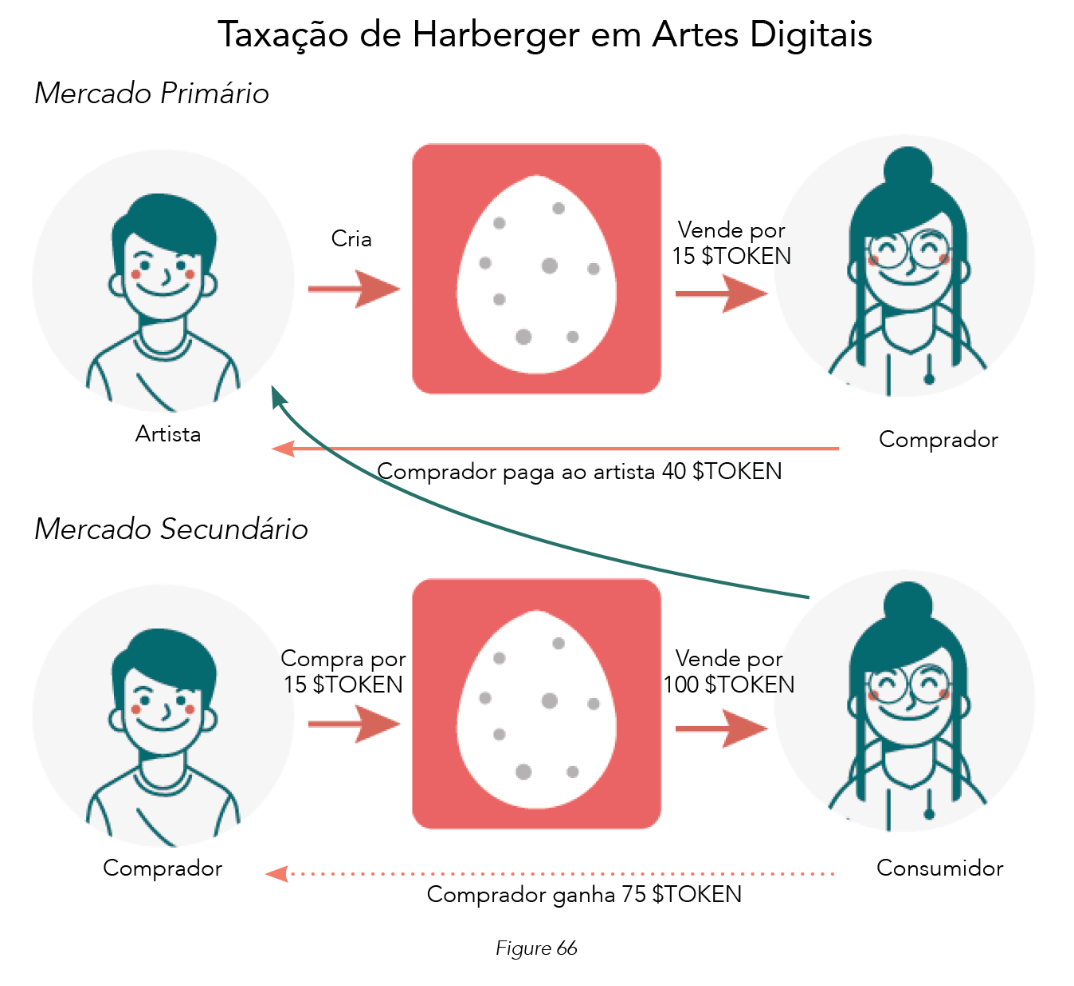 Taxação de Harberger em Artes Digitais
Mercado Primário
Cria
Vende por
15 $TOKEN
Artista
Comprador
Comprador paga ao artista 40 $TOKEN
Mercado Secundário
Compra por
15 $TOKEN
Vende por
100 $TOKEN
Comprador
Consumidor
Comprador ganha 75 $TOKEN
Figure 66